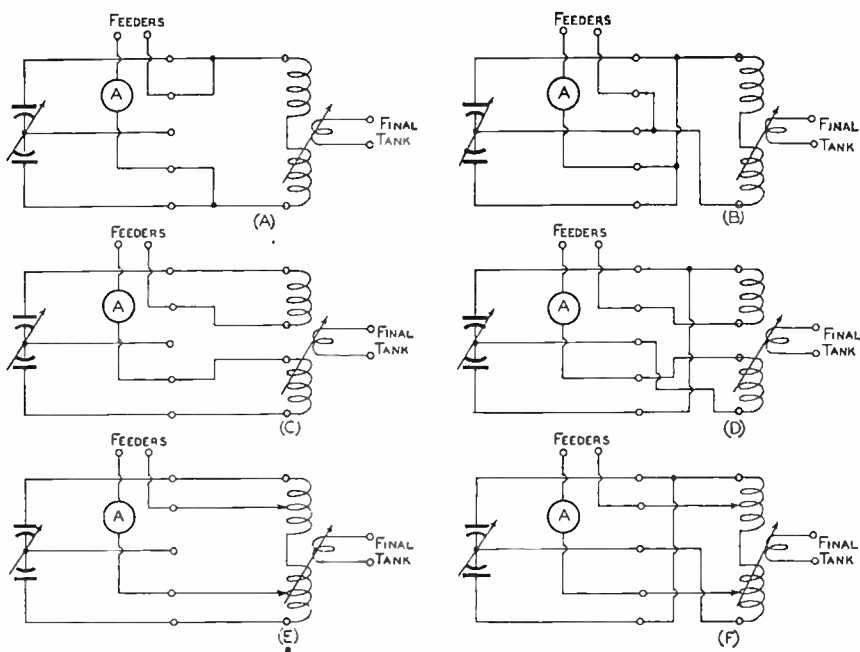 FEEDERS
A
FINAL
TANK
(A)
FEEDERS
A
FINAL
TANK
(B)
FEEDERS
A
FINAL
TANK
(C)
FEEDERS
A
FINAL
TANK
(D)
FEEDERS
A
FINAL
TANK
(E)
FEEDERS
A
FINAL
TANK
(F)